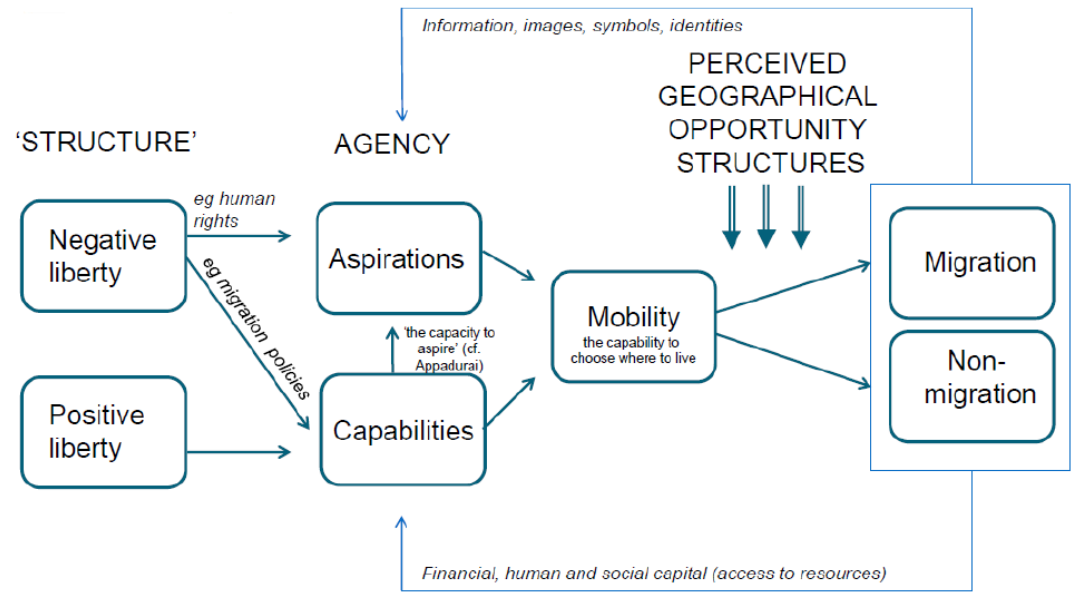 Information, images, symbols, identities
PERCEIVED
GEOGRAPHICAL
OPPORTUNITY
STRUCTURES
'STRUCTURE'
AGENCY
eg human
rights
Negative
liberty
Aspirations
Migration
eg migration policies
Mobility
the capability to
choose where to live
'the capacity to
aspire' (cf.
Appadurai)
Non-
migration
Positive
liberty
Capabilities
Financial, human and social capital (access to resources)